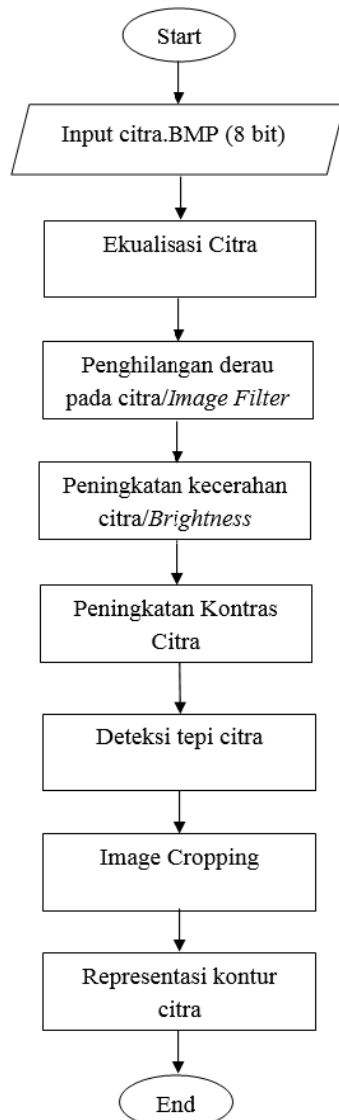 Start
Input citra.BMP (8 bit)
Ekualisasi Citra
Penghilangan derau
pada citra/Image Filter
Peningkatan kecerahan
citra/Brightness
Peningkatan Kontras
Citra
Deteksi tepi citra
Image Cropping
Representasi kontur
citra
End